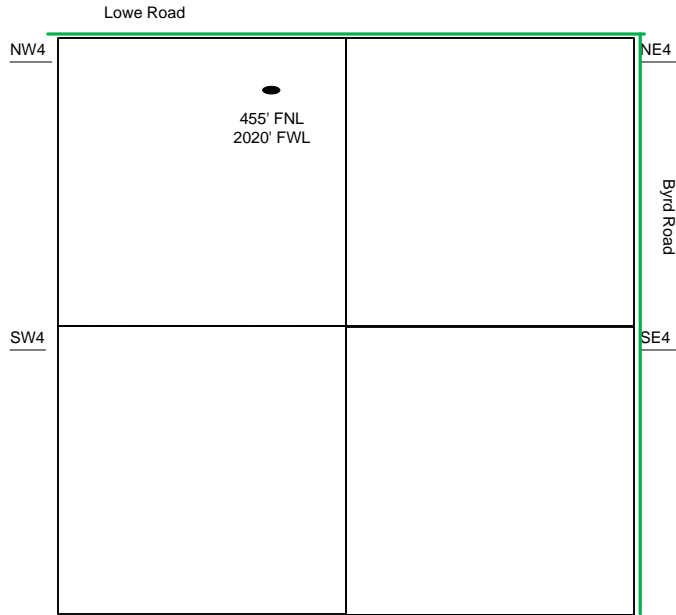 Lowe Road
NW4
NE4
455' FNL
2020' FWL
Byrd Road
SW4
SE4